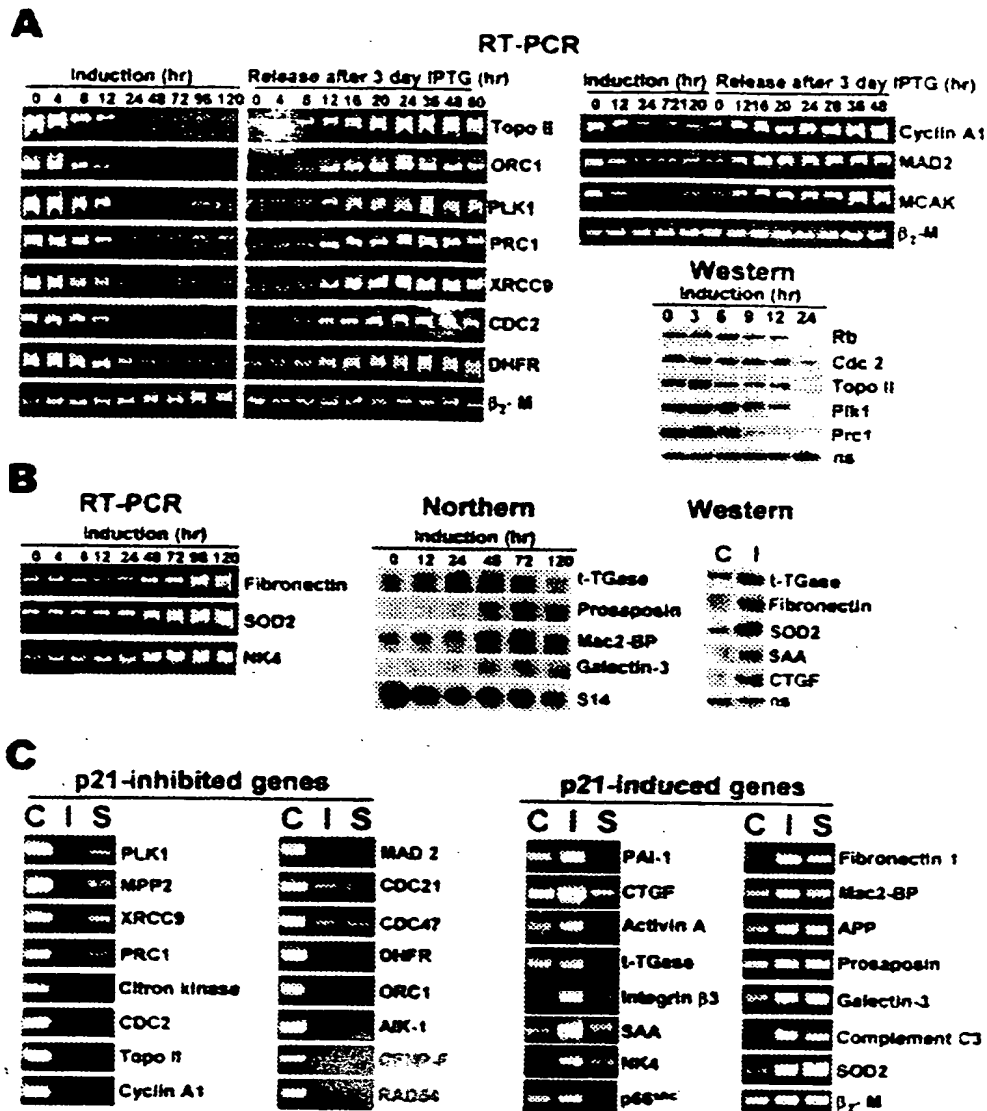 A
RT-PCR
Induction (hr)
0 4 8 12 24 48 72 96 120
Release after 3 day IPTG (hr)
0 4 8 12 16 20 24 36 48 60
Topo II
ORC1
PLK1
PRC1
XRCC9
CDC2
DHFR
β2-M
Induction (hr) Release after 3 day IPTG (hr)
0 12 24 72 120 0 12 16 20 24 28 36 48
Cyclin A1
MAD2
MCAK
β2-M
Western
Induction (hr)
0 3 6 9 12 24
Rb
Cdc 2
Topo II
Plk1
Prc1
ns
B
RT-PCR
Induction (hr)
0 4 8 12 24 48 72 96 120
Fibronectin
SOD2
NK4
Northern
Induction (hr)
0 12 24 48 72 120
t-TGase
Prosaposin
Mac2-BP
Galectin-3
S14
Western
C I
t-TGase
Fibronectin
SOD2
SAA
CTGF
ns
C
p21-inhibited genes
C I S
PLK1
MPP2
XRCC9
PRC1
Citron kinase
CDC2
Topo II
Cyclin A1
C I S
MAD 2
CDC21
CDC47
DHFR
ORC1
AIK-1
CENP-F
RAD54
p21-induced genes
C I S
PAI-1
CTGF
Activin A
t-TGase
Integrin β3
SAA
NK4
p66shc
C I S
Fibronectin 1
Mac2-BP
APP
Prosaposin
Galectin-3
Complement C3
SOD2
β2-M